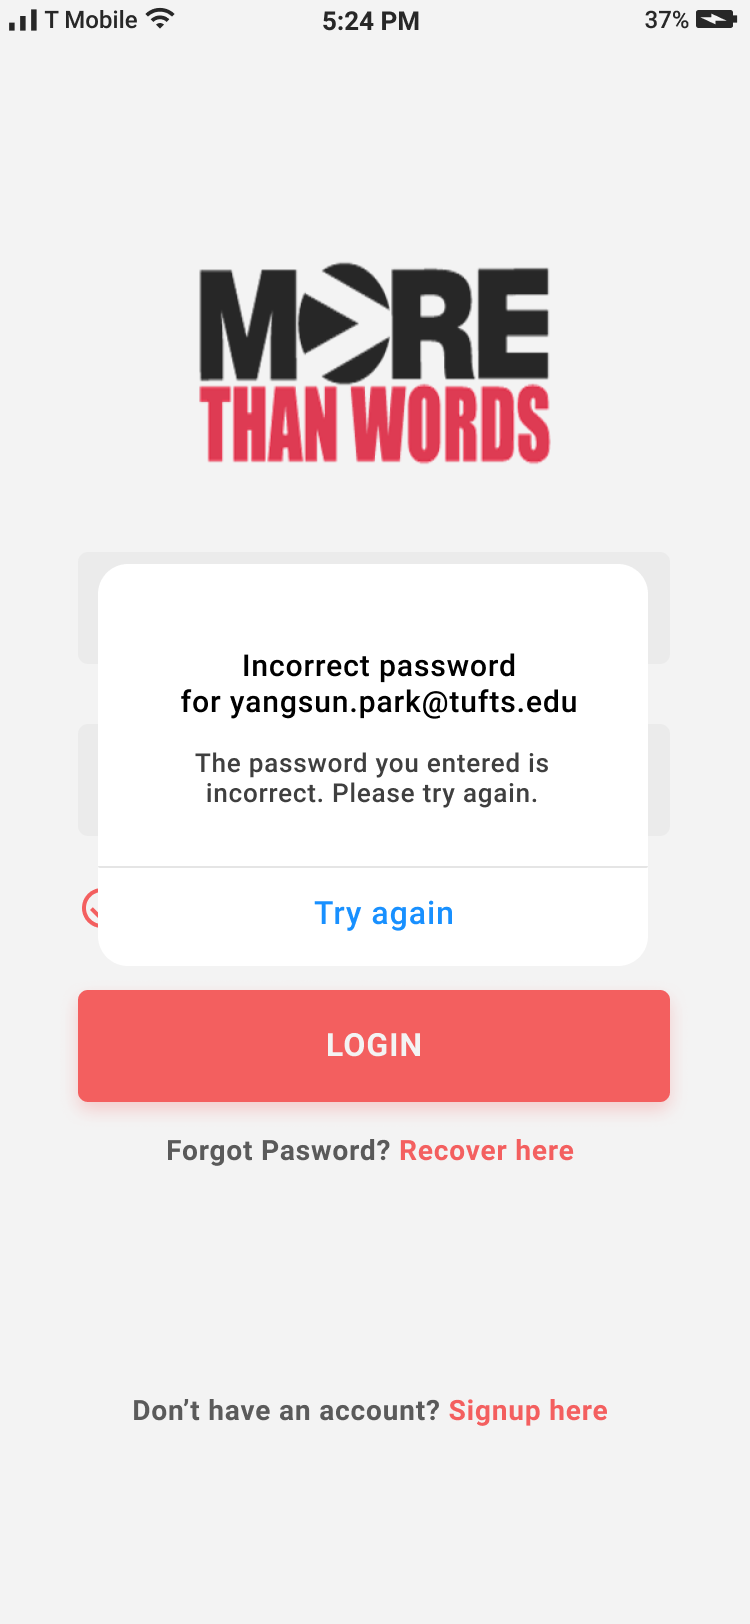 T Mobile 5:24 PM 37%
MORE
THAN WORDS
Incorrect password
for yangsun.park@tufts.edu
The password you entered is
incorrect. Please try again.
Try again
LOGIN
Forgot Pasword? Recover here
Don’t have an account? Signup here